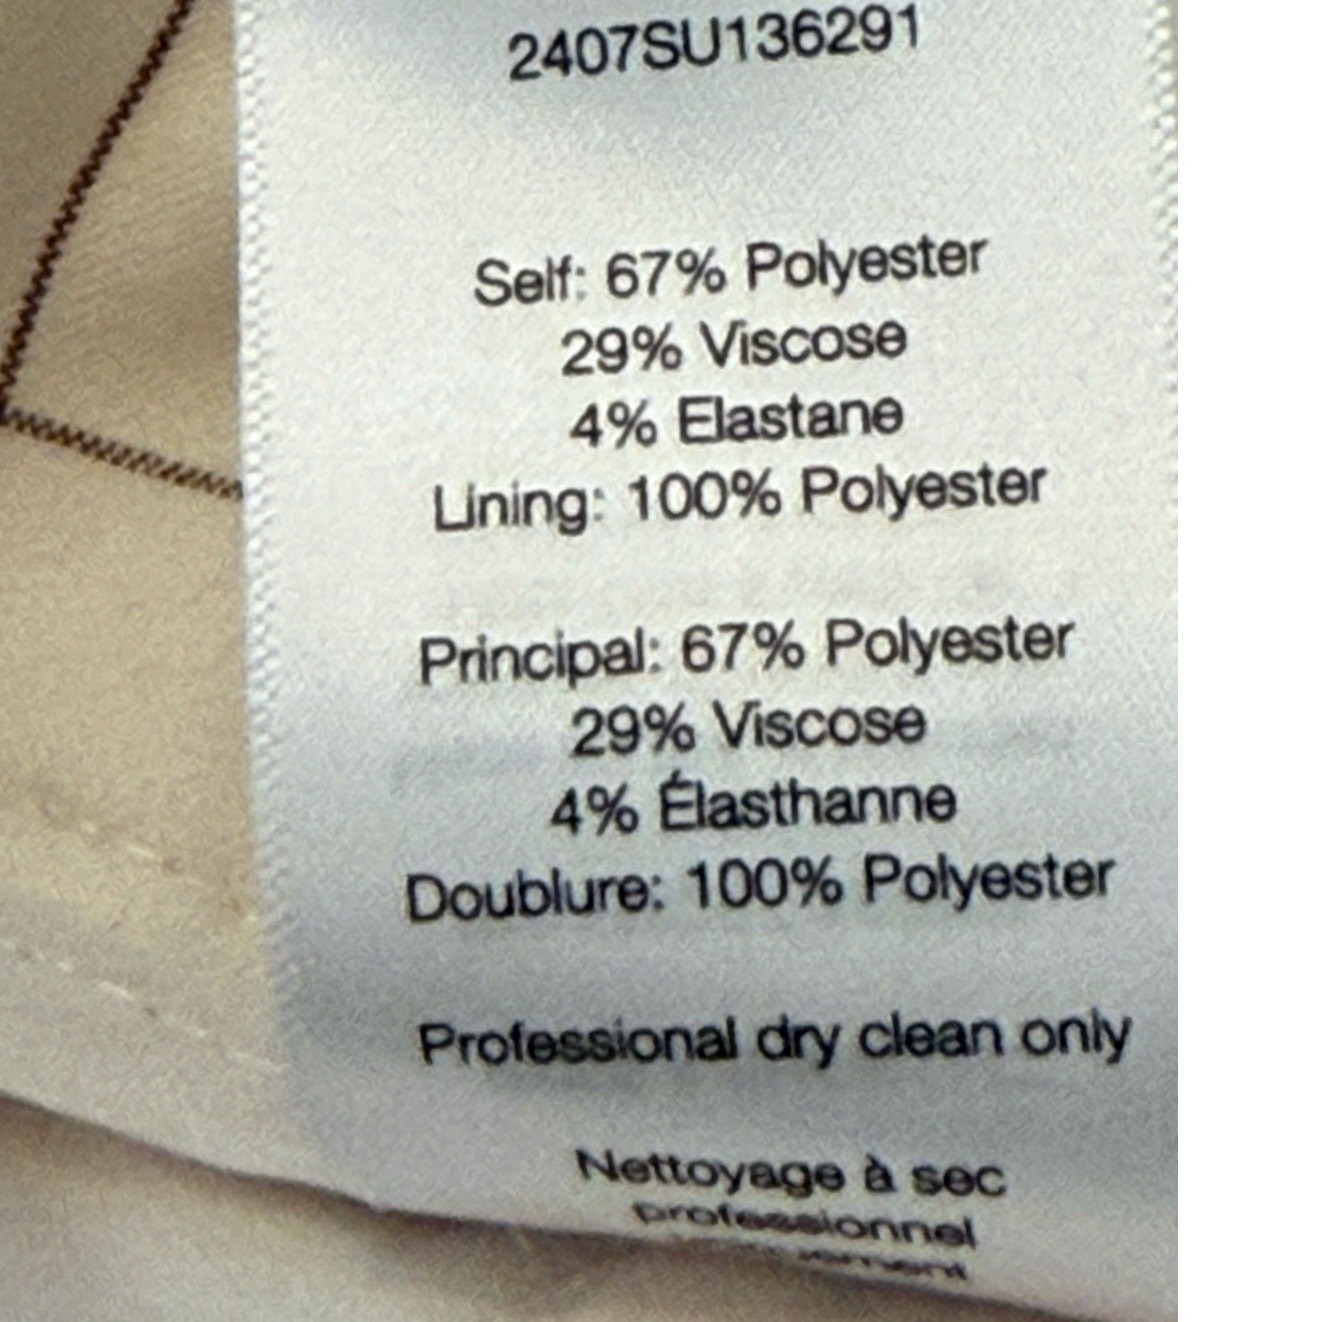 2407SU136291
Self: 67% Polyester
29% Viscose
4% Elastane
Lining: 100% Polyester
Principal: 67% Polyester
29% Viscose
4% Élasthanne
Doublure: 100% Polyester
Professional dry clean only
Nettoyage à sec
professionnel